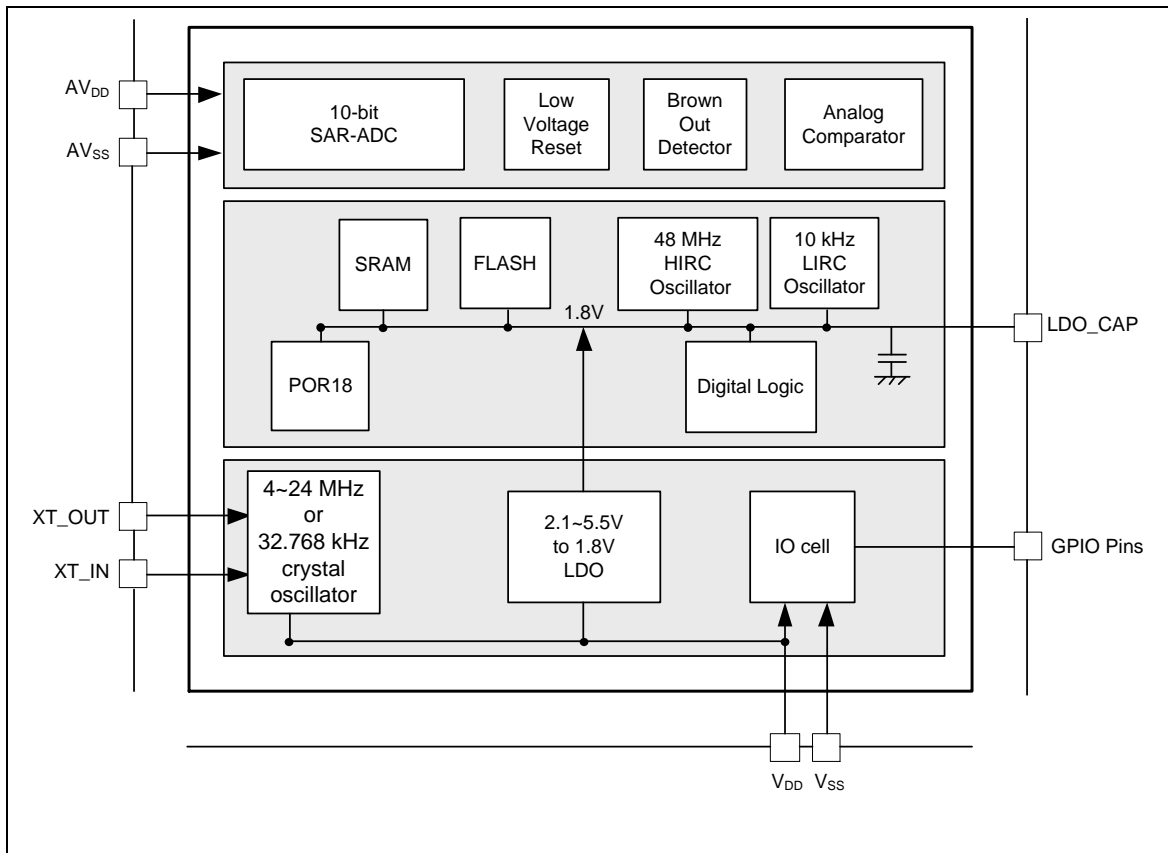 AVDD
AVSS
10-bit
SAR-ADC
Low
Voltage
Reset
Brown
Out
Detector
Analog
Comparator
SRAM
FLASH
48 MHz
HIRC
Oscillator
10 kHz
LIRC
Oscillator
1.8V
LDO_CAP
POR18
Digital Logic
XT_OUT
XT_IN
4~24 MHz
or
32.768 kHz
crystal
oscillator
2.1~5.5V
to 1.8V
LDO
IO cell
GPIO Pins
VDD
VSS